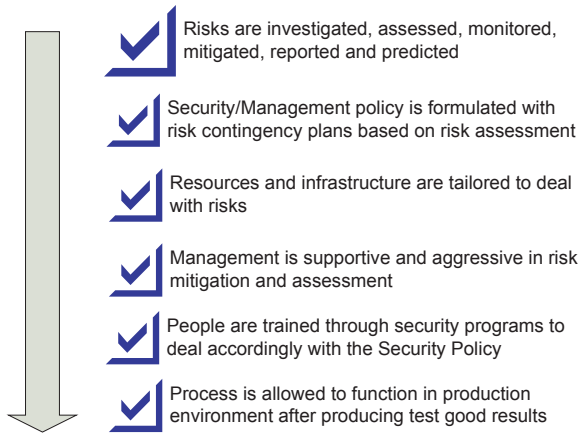 Risks are investigated, assessed, monitored,
mitigated, reported and predicted
Security/Management policy is formulated with
risk contingency plans based on risk assessment
Resources and infrastructure are tailored to deal
with risks
Management is supportive and aggressive in risk
mitigation and assessment
People are trained through security programs to
deal accordingly with the Security Policy
Process is allowed to function in production
environment after producing test good results